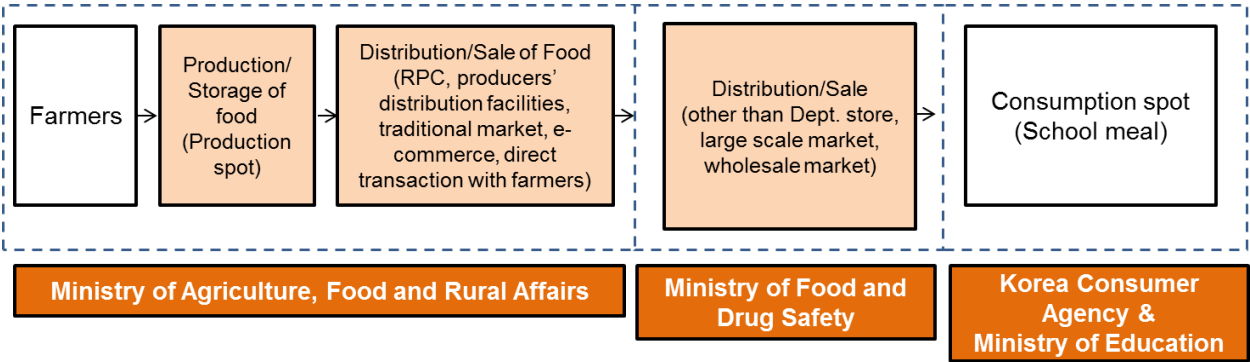 Farmers
Production/
Storage of
food
(Production
spot)
Distribution/Sale of Food
(RPC, producers’
distribution facilities,
traditional market, e-
commerce, direct
transaction with farmers)
Distribution/Sale
(other than Dept. store,
large scale market,
wholesale market)
Consumption spot
(School meal)
Ministry of Agriculture, Food and Rural Affairs
Ministry of Food and
Drug Safety
Korea Consumer
Agency &
Ministry of Education